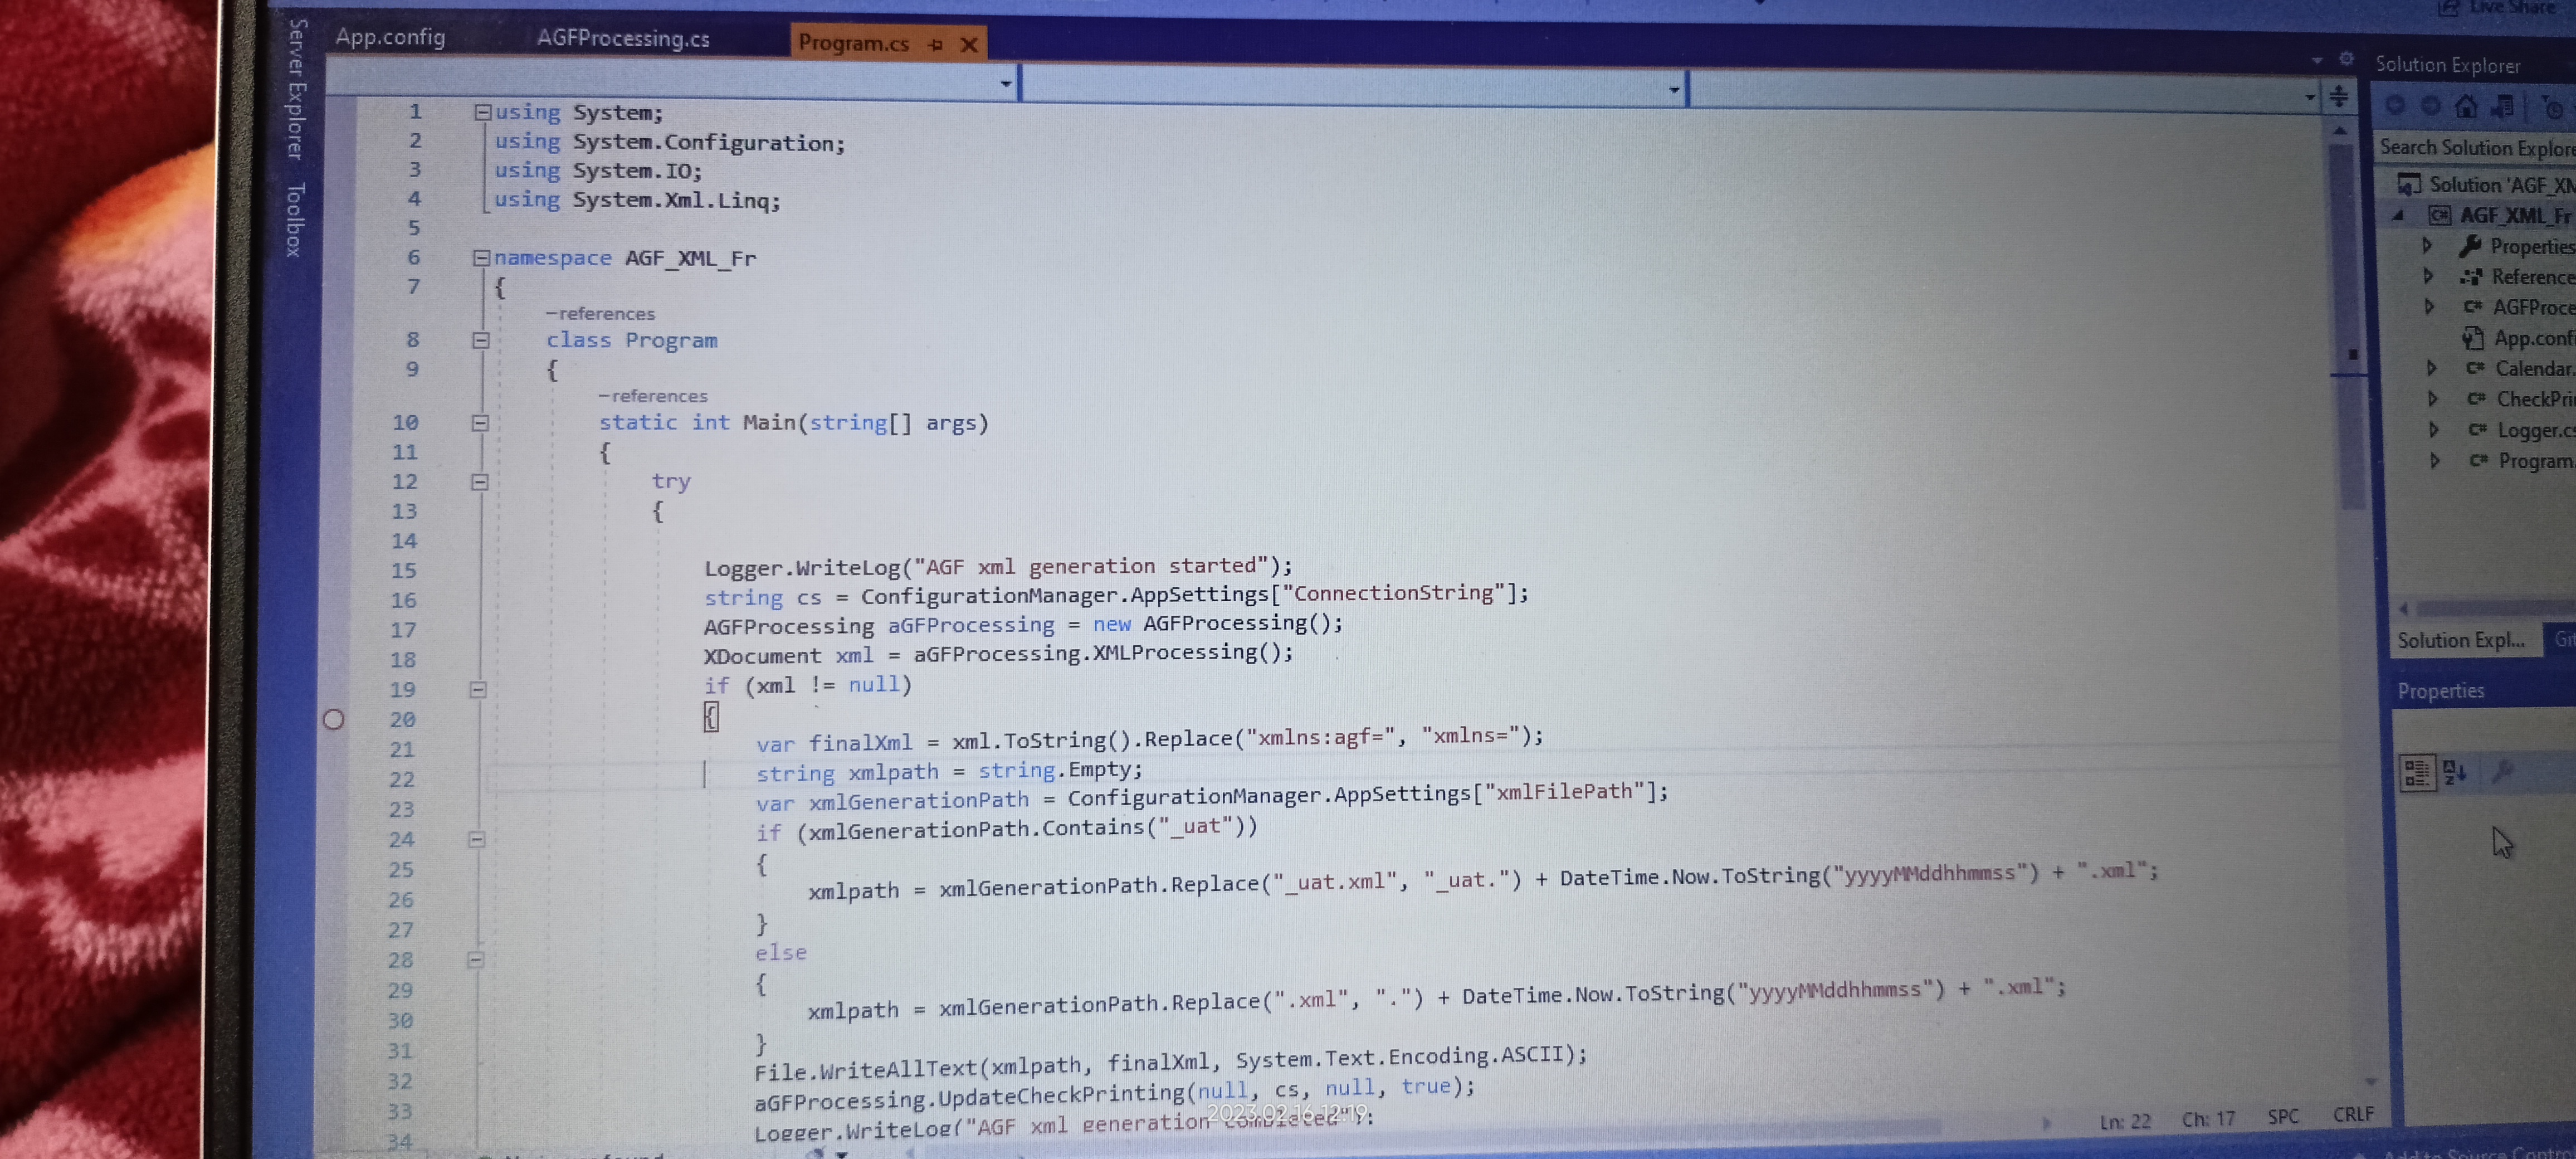 Live Share
Server Explorer
Toolbox
App.config
AGFProcessing.cs
Program.cs
1 using System;
2 using System.Configuration;
3 using System.IO;
4 using System.Xml.Linq;
5
6 namespace AGF_XML_Fr
7 {
-references
8 class Program
9 {
-references
10 static int Main(string[] args)
11 {
12 try
13 {
14
15 Logger.WriteLog("AGF xml generation started");
16 string cs = ConfigurationManager.AppSettings["ConnectionString"];
17 AGFProcessing aGFProcessing = new AGFProcessing();
18 XDocument xml = aGFProcessing.XMLProcessing();
19 if (xml != null)
20 {
21 var finalXml = xml.ToString().Replace("xmlns:agf=", "xmlns=");
22 string xmlpath = string.Empty;
23 var xmlGenerationPath = ConfigurationManager.AppSettings["xmlFilePath"];
24 if (xmlGenerationPath.Contains("_uat"))
25 {
26 xmlpath = xmlGenerationPath.Replace("_uat.xml", "_uat.") + DateTime.Now.ToString("yyyyMMddhhmmss") + ".xml";
27 }
28 else
29 {
30 xmlpath = xmlGenerationPath.Replace(".xml", ".") + DateTime.Now.ToString("yyyyMMddhhmmss") + ".xml";
31 }
32 File.WriteAllText(xmlpath, finalXml, System.Text.Encoding.ASCII);
33 aGFProcessing.UpdateCheckPrinting(null, cs, null, true);
34 Logger.WriteLog("AGF xml generation completed");
2023.02.16 12:19
Ln: 22 Ch: 17 SPC CRLF
Solution Explorer
Search Solution Explore
Solution 'AGF_XM
C# AGF_XML_Fr
Properties
Reference
C# AGFProce
App.conf
C# Calendar.
C# CheckPri
C# Logger.cs
C# Program.
Solution Expl... Git
Properties